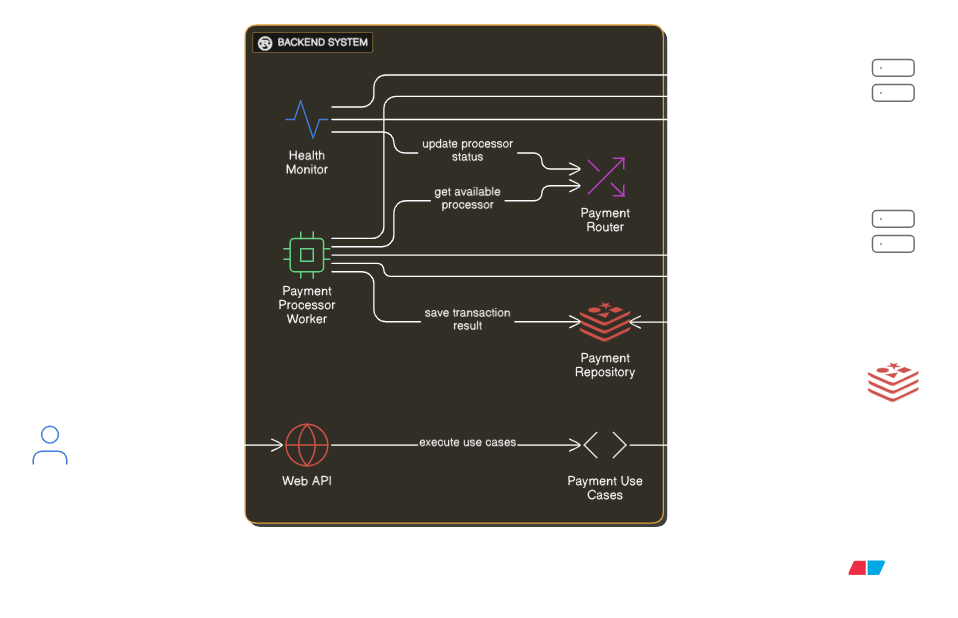 BACKEND SYSTEM
update processor
status
Health
Monitor
get available
processor
Payment
Router
Payment
Processor
Worker
save transaction
result
Payment
Repository
execute use cases
Web API
Payment Use
Cases